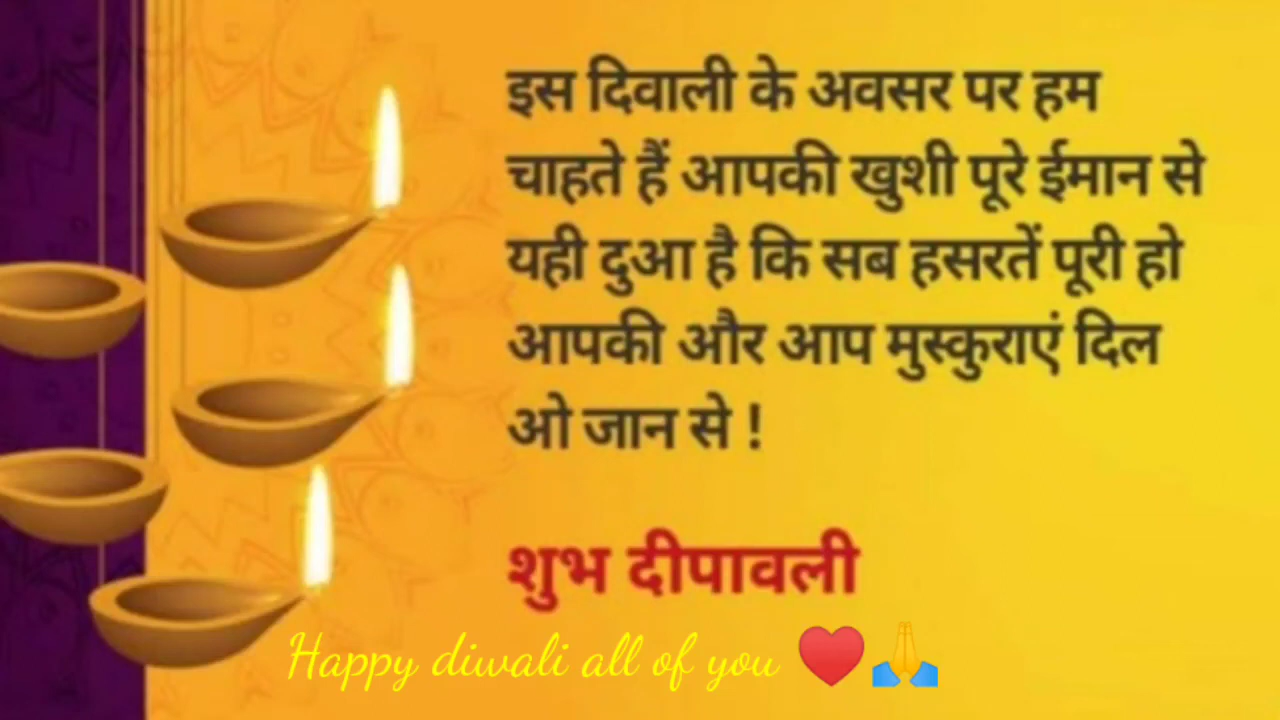 इस दिवाली के अवसर पर हम
चाहते हैं आपकी खुशी पूरे ईमान से
यही दुआ है कि सब हसरतें पूरी हो
आपकी और आप मुस्कुराएं दिल
ओ जान से !
शुभ दीपावली
Happy diwali all of you ❤️🙏